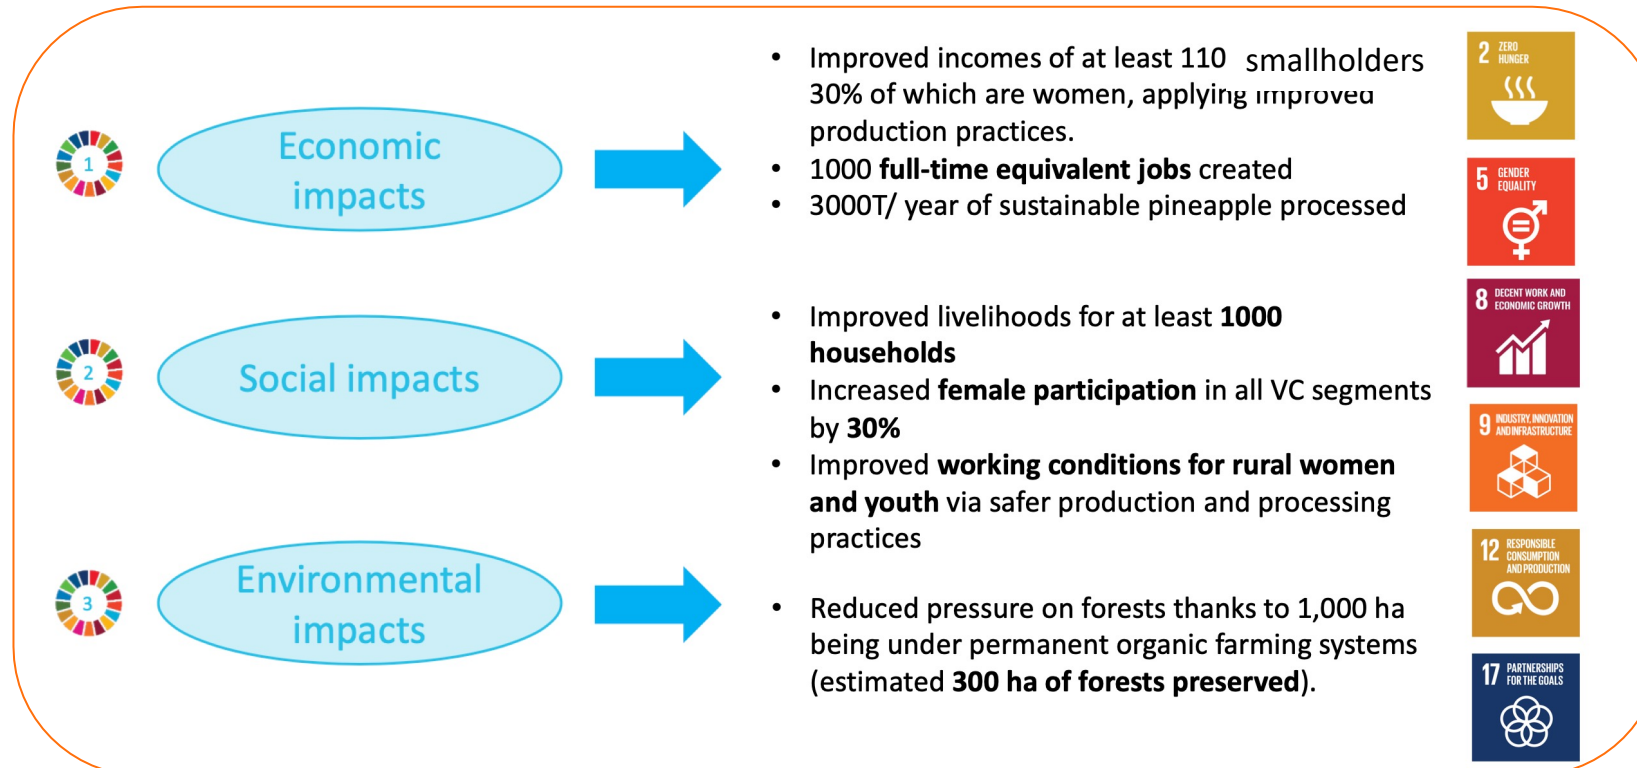 1
Economic
impacts
• Improved incomes of at least 110 smallholders
30% of which are women, applying improved
production practices.
• 1000 full-time equivalent jobs created
• 3000T/ year of sustainable pineapple processed
2
Social impacts
• Improved livelihoods for at least 1000
households
• Increased female participation in all VC segments
by 30%
• Improved working conditions for rural women
and youth via safer production and processing
practices
3
Environmental
impacts
• Reduced pressure on forests thanks to 1,000 ha
being under permanent organic farming systems
(estimated 300 ha of forests preserved).
2 ZERO
HUNGER
5 GENDER
EQUALITY
8 DECENT WORK AND
ECONOMIC GROWTH
9 INDUSTRY, INNOVATION
AND INFRASTRUCTURE
12 RESPONSIBLE
CONSUMPTION
AND PRODUCTION
17 PARTNERSHIPS
FOR THE GOALS